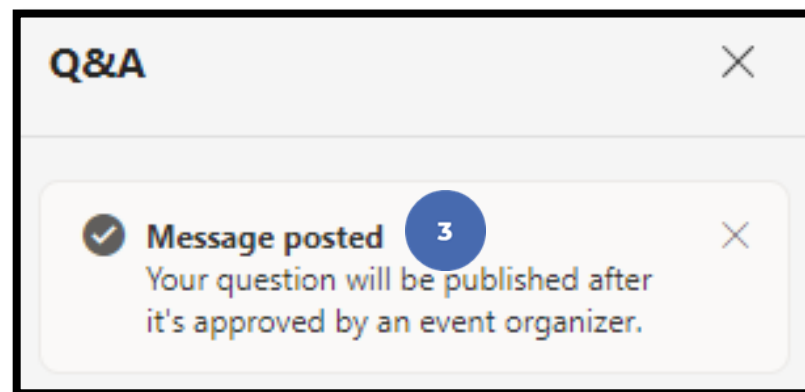 Q&A
Message posted 3
Your question will be published after
it's approved by an event organizer.